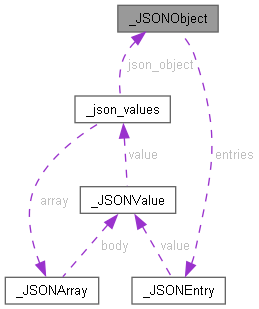 _JSONObject
json_object
_json_values
entries
value
array
_JSONValue
body
value
_JSONArray
_JSONEntry